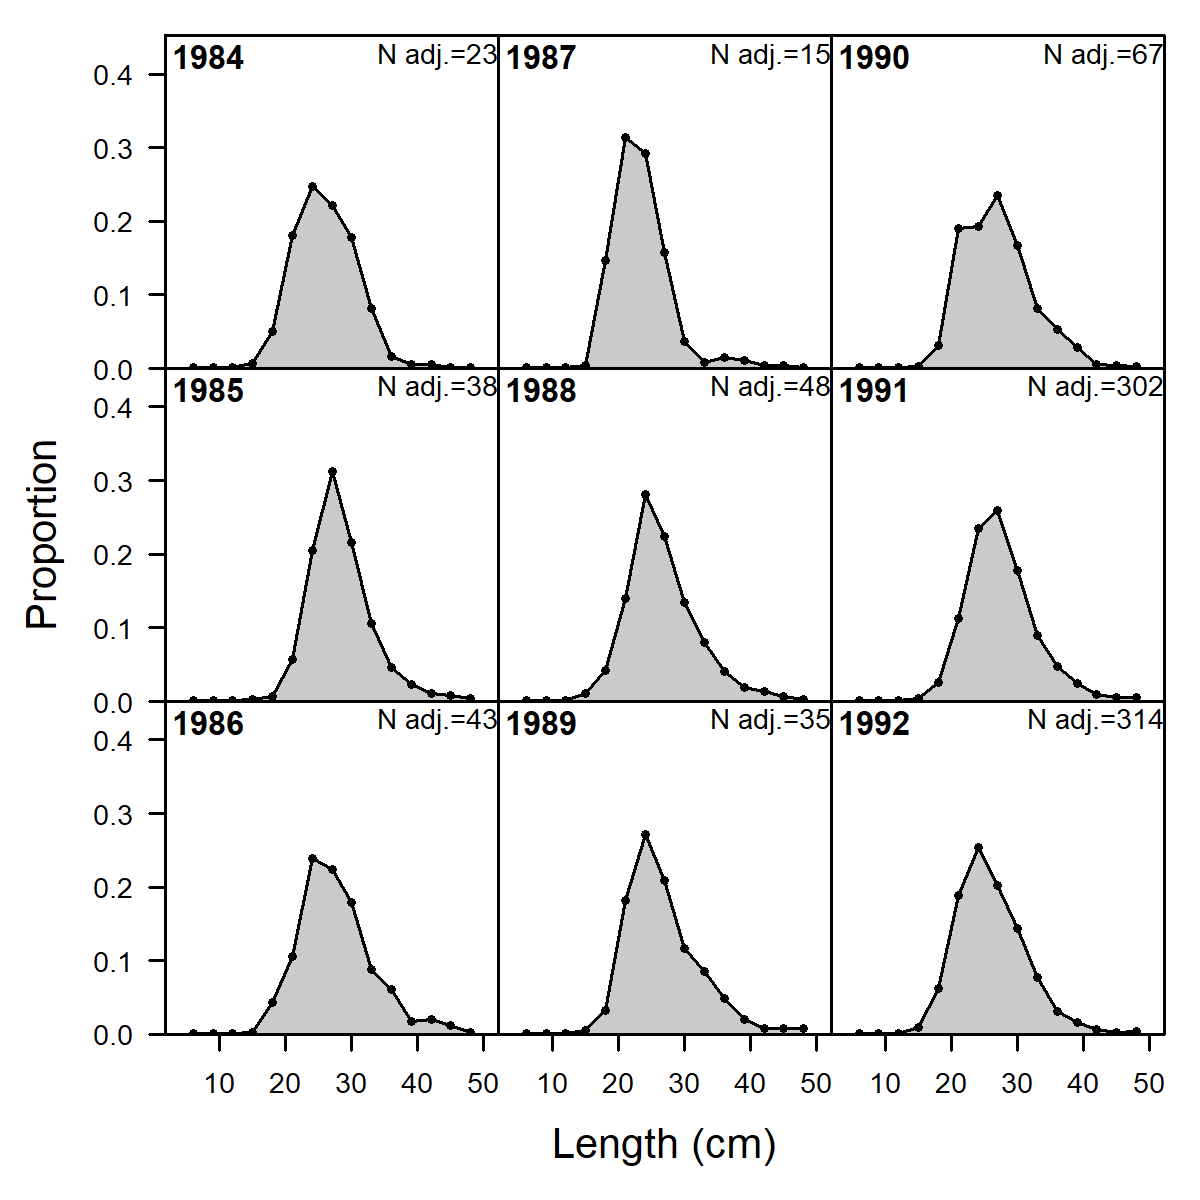 1984 N adj.=23 1987 N adj.=15 1990 N adj.=67
0.4
0.3
0.2
0.1
0.0
1985 N adj.=38 1988 N adj.=48 1991 N adj.=302
0.4
0.3
0.2
0.1
0.0
1986 N adj.=43 1989 N adj.=35 1992 N adj.=314
0.4
0.3
0.2
0.1
0.0
10 20 30 40 50 10 20 30 40 50 10 20 30 40 50
Length (cm)
Proportion